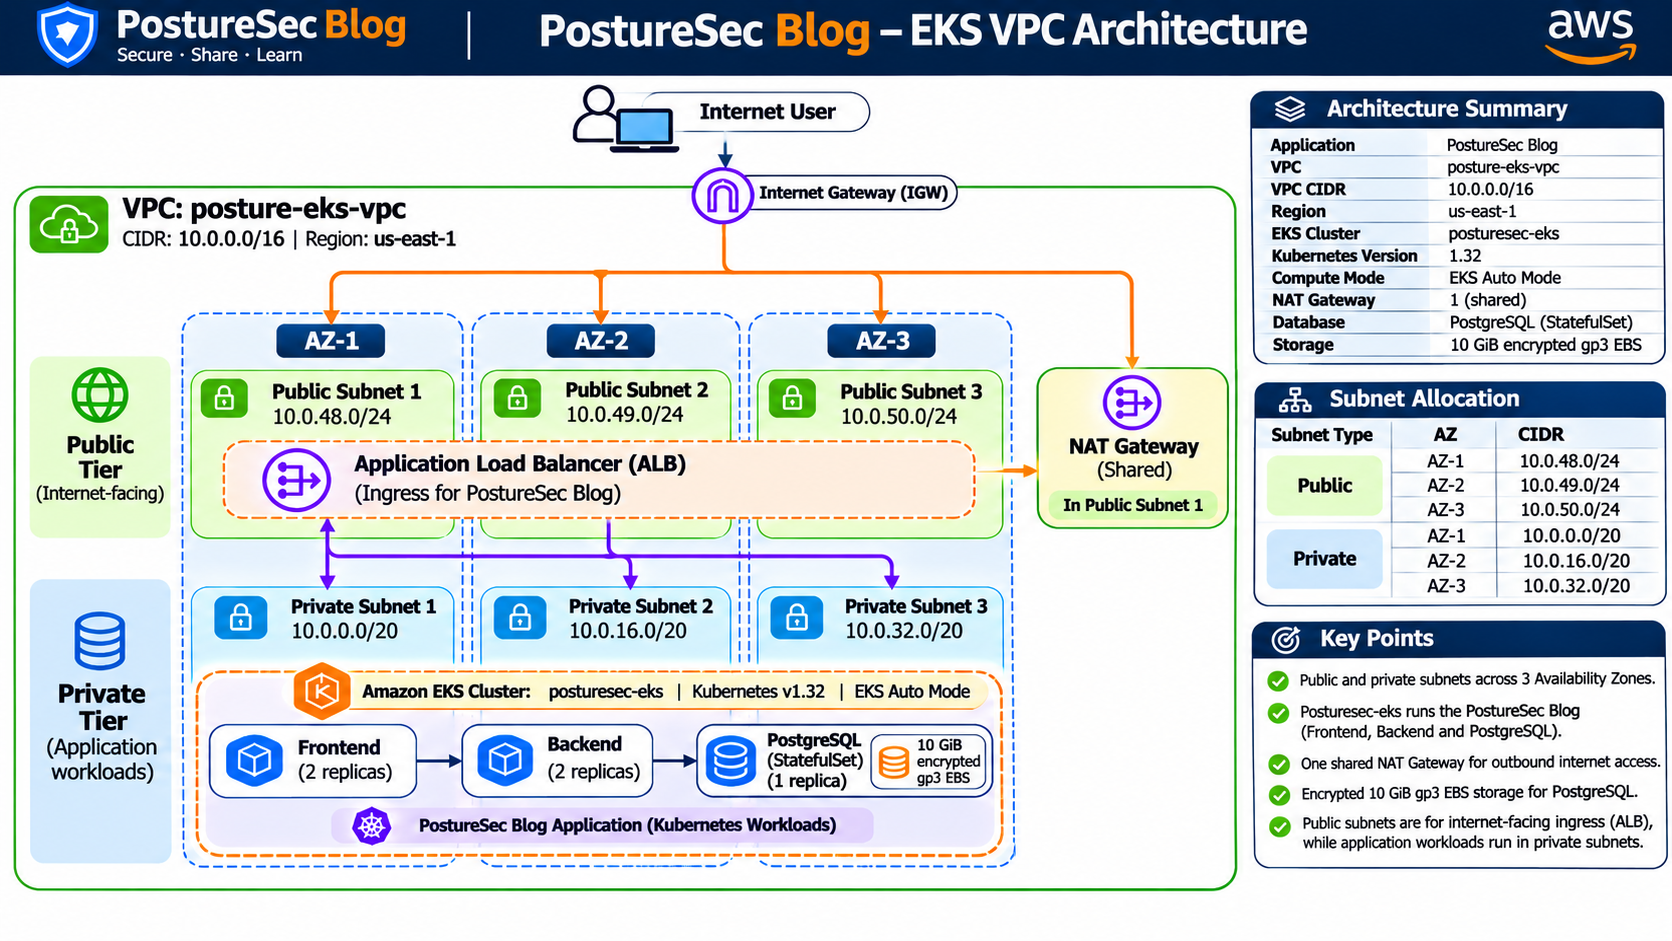 PostureSec Blog
Secure · Share · Learn
PostureSec Blog – EKS VPC Architecture
aws
Internet User
Internet Gateway (IGW)
VPC: posture-eks-vpc
CIDR: 10.0.0.0/16 | Region: us-east-1
AZ-1
AZ-2
AZ-3
Public
Tier
(Internet-facing)
Public Subnet 1
10.0.48.0/24
Public Subnet 2
10.0.49.0/24
Public Subnet 3
10.0.50.0/24
Application Load Balancer (ALB)
(Ingress for PostureSec Blog)
NAT Gateway
(Shared)
In Public Subnet 1
Private
Tier
(Application
workloads)
Private Subnet 1
10.0.0.0/20
Private Subnet 2
10.0.16.0/20
Private Subnet 3
10.0.32.0/20
Amazon EKS Cluster: posturesec-eks | Kubernetes v1.32 | EKS Auto Mode
Frontend
(2 replicas)
Backend
(2 replicas)
PostgreSQL
(StatefulSet)
(1 replica)
10 GiB
encrypted
gp3 EBS
PostureSec Blog Application (Kubernetes Workloads)
Architecture Summary
Application PostureSec Blog
VPC posture-eks-vpc
VPC CIDR 10.0.0.0/16
Region us-east-1
EKS Cluster posturesec-eks
Kubernetes Version 1.32
Compute Mode EKS Auto Mode
NAT Gateway 1 (shared)
Database PostgreSQL (StatefulSet)
Storage 10 GiB encrypted gp3 EBS
Subnet Allocation
Subnet Type AZ CIDR
Public
AZ-1 10.0.48.0/24
AZ-2 10.0.49.0/24
AZ-3 10.0.50.0/24
Private
AZ-1 10.0.0.0/20
AZ-2 10.0.16.0/20
AZ-3 10.0.32.0/20
Key Points
Public and private subnets across 3 Availability Zones.
Posturesec-eks runs the PostureSec Blog
(Frontend, Backend and PostgreSQL).
One shared NAT Gateway for outbound internet access.
Encrypted 10 GiB gp3 EBS storage for PostgreSQL.
Public subnets are for internet-facing ingress (ALB),
while application workloads run in private subnets.